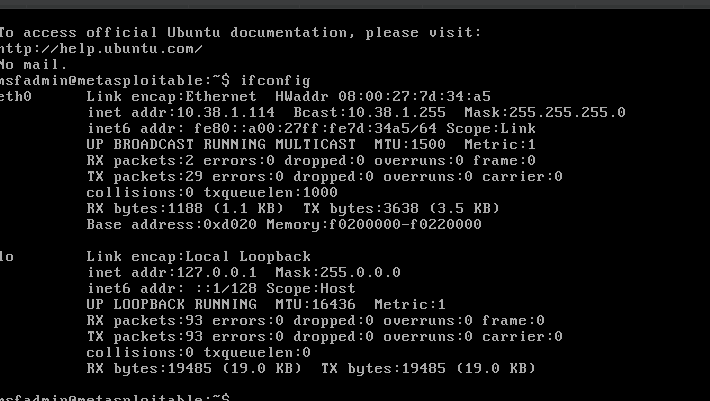 To access official Ubuntu documentation, please visit:
http://help.ubuntu.com/
No mail.
msfadmin@metasploitable:~$ ifconfig
eth0      Link encap:Ethernet  HWaddr 08:00:27:7d:34:a5
          inet addr:10.38.1.114  Bcast:10.38.1.255  Mask:255.255.255.0
          inet6 addr: fe80::a00:27ff:fe7d:34a5/64 Scope:Link
          UP BROADCAST RUNNING MULTICAST  MTU:1500  Metric:1
          RX packets:2 errors:0 dropped:0 overruns:0 frame:0
          TX packets:29 errors:0 dropped:0 overruns:0 carrier:0
          collisions:0 txqueuelen:1000
          RX bytes:1188 (1.1 KB)  TX bytes:3638 (3.5 KB)
          Base address:0xd020 Memory:f0200000-f0220000
lo        Link encap:Local Loopback
          inet addr:127.0.0.1  Mask:255.0.0.0
          inet6 addr: ::1/128 Scope:Host
          UP LOOPBACK RUNNING  MTU:16436  Metric:1
          RX packets:93 errors:0 dropped:0 overruns:0 frame:0
          TX packets:93 errors:0 dropped:0 overruns:0 carrier:0
          collisions:0 txqueuelen:0
          RX bytes:19485 (19.0 KB)  TX bytes:19485 (19.0 KB)
msfadmin@metasploitable:~$